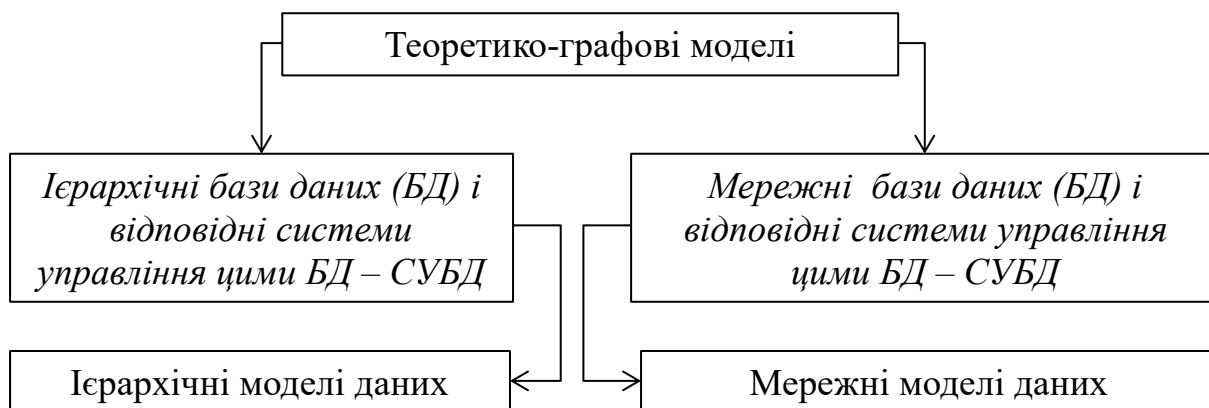 Теоретико-графові моделі
Ієрархічні бази даних (БД) і
відповідні системи
управління цими БД – СУБД
Мережні бази даних (БД) і
відповідні системи управління
цими БД – СУБД
Ієрархічні моделі даних
Мережні моделі даних